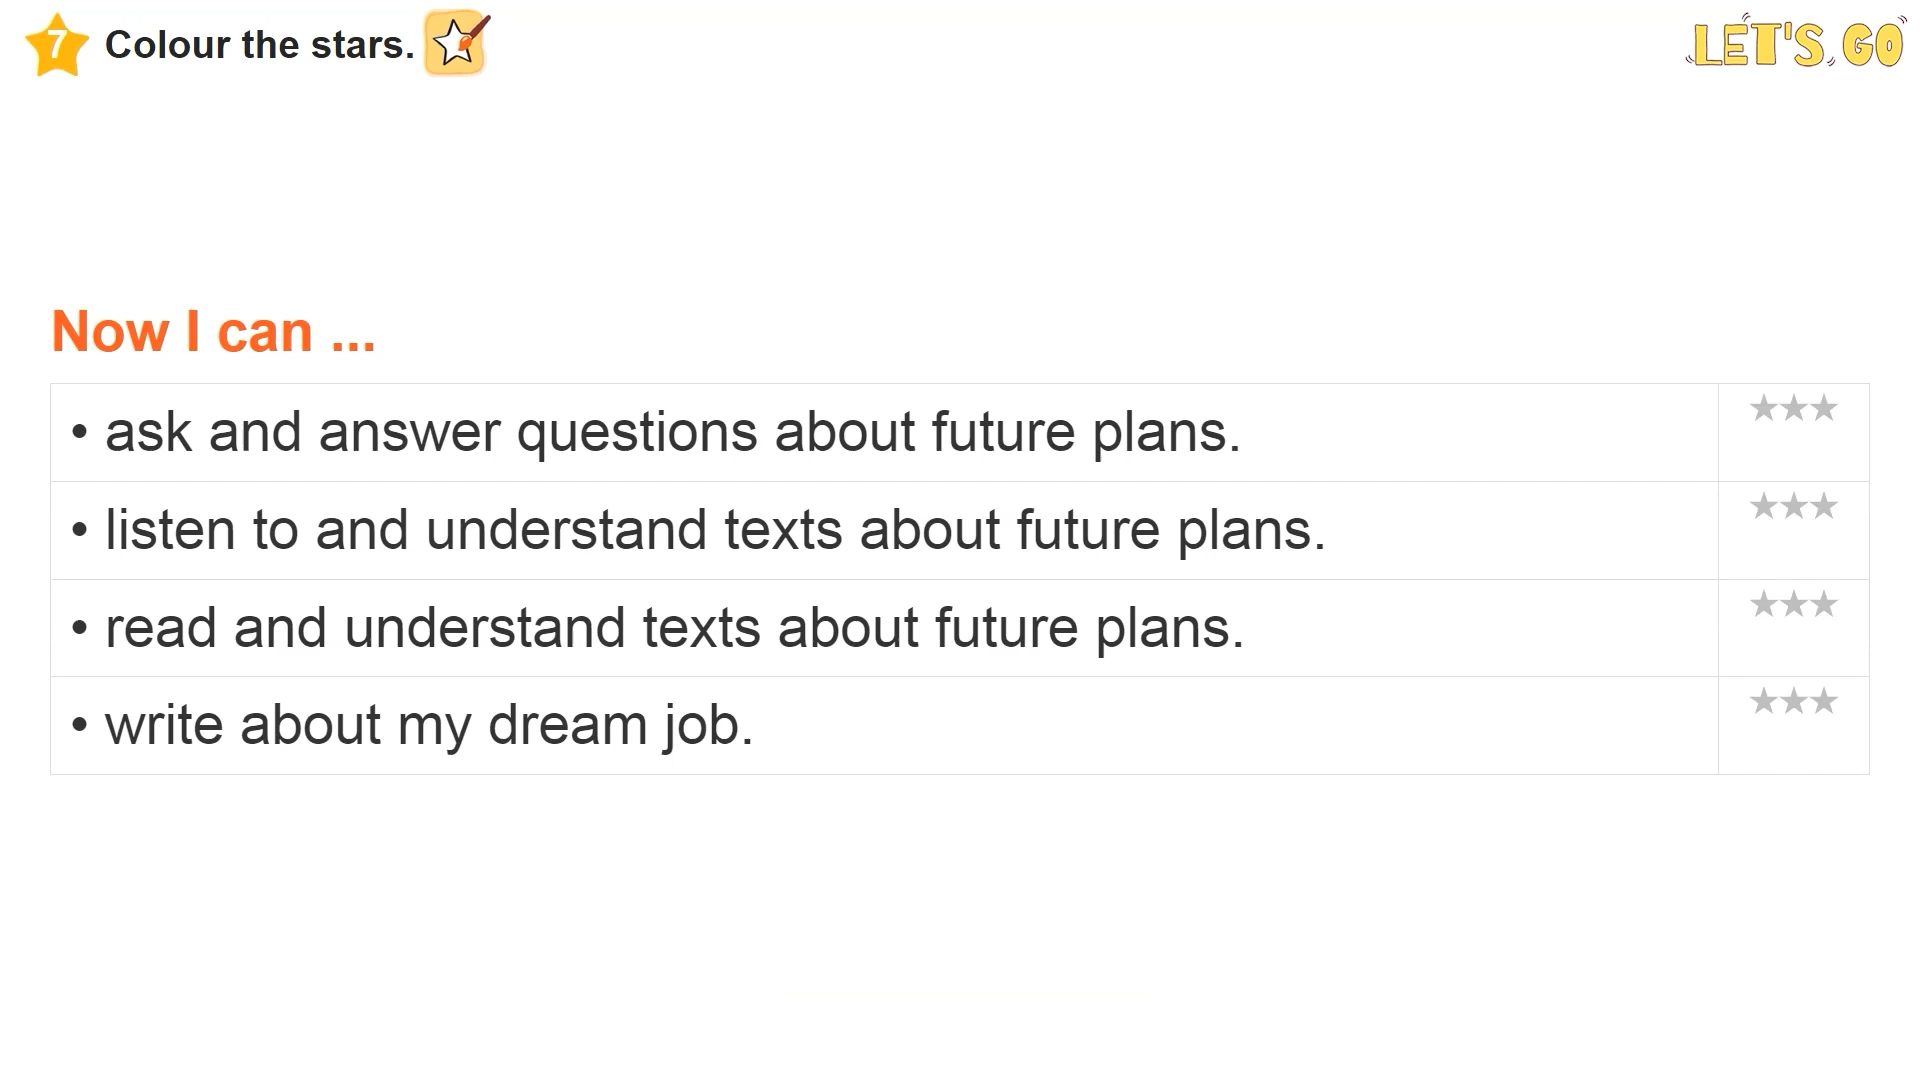 7 Colour the stars.
LET'S GO
Now I can ...
• ask and answer questions about future plans. ★★★
• listen to and understand texts about future plans. ★★★
• read and understand texts about future plans. ★★★
• write about my dream job. ★★★